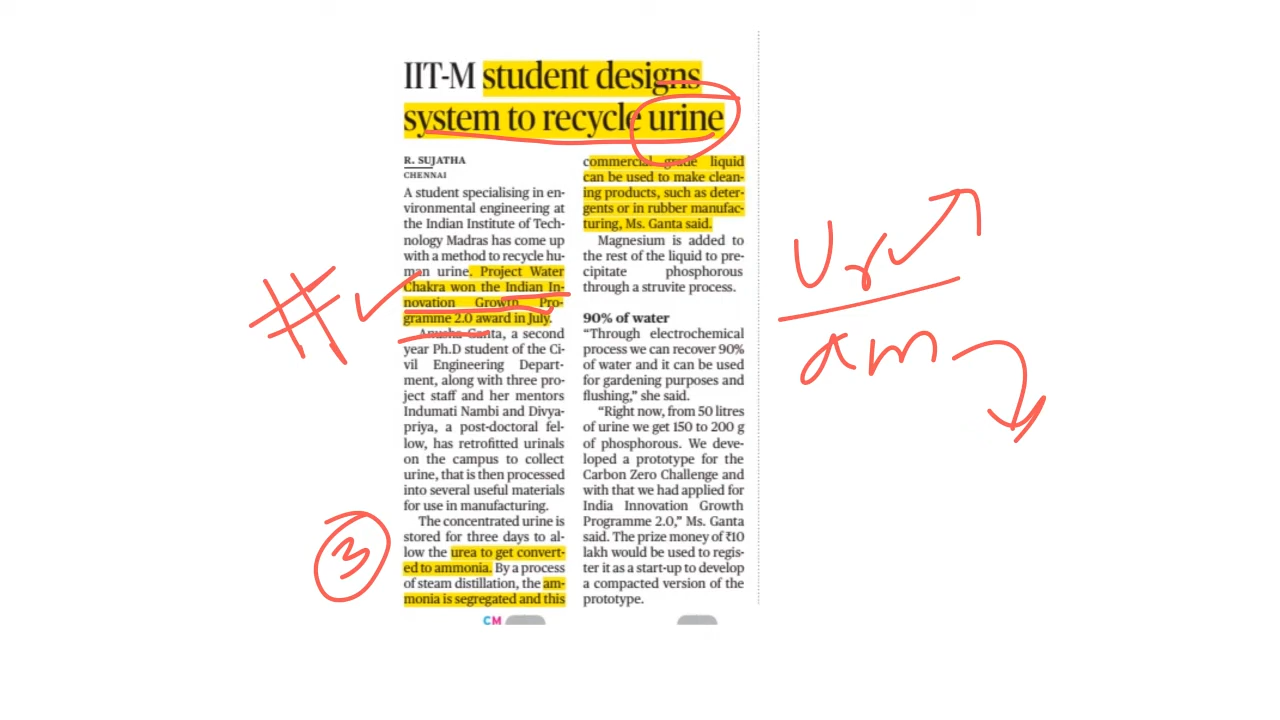 IIT-M student designs
system to recycle urine
R. SUJATHA
CHENNAI
A student specialising in en-
vironmental engineering at
the Indian Institute of Tech-
nology Madras has come up
with a method to recycle hu-
man urine. Project Water
Chakra won the Indian In-
novation Growth Pro-
gramme 2.0 award in July.
Anusha Ganta, a second
year Ph.D student of the Ci-
vil Engineering Depart-
ment, along with three pro-
ject staff and her mentors
Indumati Nambi and Divya-
priya, a post-doctoral fel-
low, has retrofitted urinals
on the campus to collect
urine, that is then processed
into several useful materials
for use in manufacturing.
The concentrated urine is
stored for three days to al-
low the urea to get convert-
ed to ammonia. By a process
of steam distillation, the am-
monia is segregated and this
commercial grade liquid
can be used to make clean-
ing products, such as deter-
gents or in rubber manufac-
turing, Ms. Ganta said.
Magnesium is added to
the rest of the liquid to pre-
cipitate phosphorous
through a struvite process.
90% of water
“Through electrochemical
process we can recover 90%
of water and it can be used
for gardening purposes and
flushing,” she said.
“Right now, from 50 litres
of urine we get 150 to 200 g
of phosphorous. We deve-
loped a prototype for the
Carbon Zero Challenge and
with that we had applied for
India Innovation Growth
Programme 2.0,” Ms. Ganta
said. The prize money of ₹10
lakh would be used to regis-
ter it as a start-up to develop
a compacted version of the
prototype.
CM
#
3
am